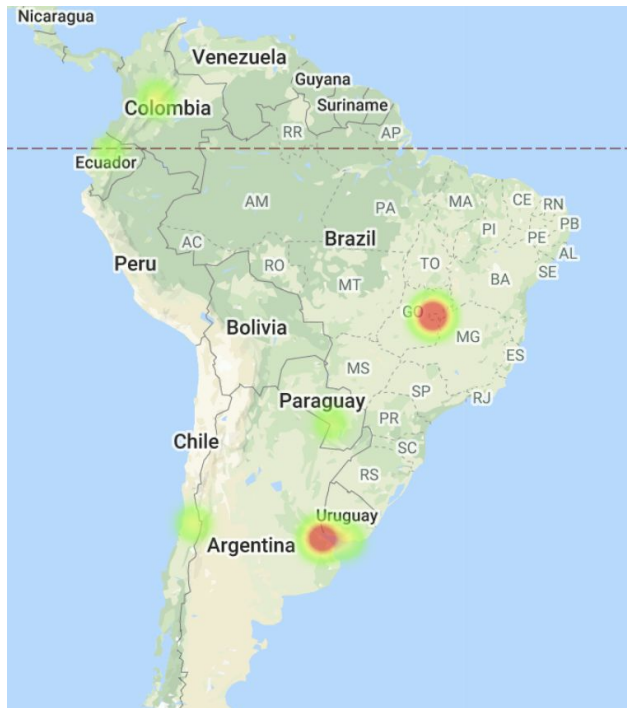 Nicaragua
Venezuela
Guyana
Colombia
Suriname
RR
AP
Ecuador
AM
PA
MA
CE
RN
PI
PB
PE
AL
Brazil
AC
Peru
RO
TO
SE
MT
BA
GO
Bolivia
MG
ES
MS
SP
RJ
Paraguay
PR
Chile
SC
RS
Uruguay
Argentina